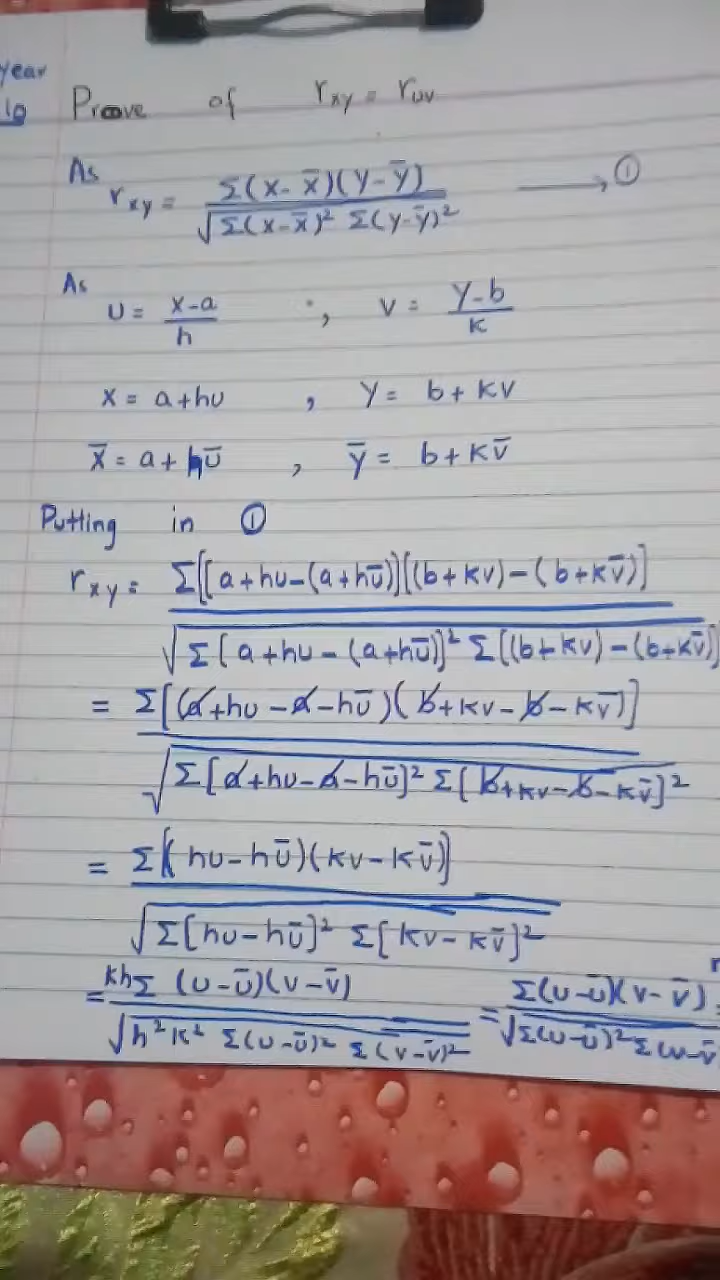 year
10
Proove of rxy = ruv
As
rxy = Σ(x-x̄)(y-ȳ) / √Σ(x-x̄)² Σ(y-ȳ)² → ①
As
U = x-a / h , V = y-b / k
x = a+hu , y = b+kv
x̄ = a+hū , ȳ = b+kv̄
Putting in ①
rxy = Σ[[a+hu-(a+hū)][(b+kv)-(b+kv̄)] / √Σ[a+hu-(a+hū)]² Σ[(b+kv)-(b+kv̄)]
= Σ[(a+hu-a-hū)(b+kv-b-kv̄)] / √Σ[a+hu-a-hū]² Σ[b+kv-b-kv̄]²
= Σ[(hu-hū)(kv-kv̄)] / √Σ[hu-hū]² Σ[kv-kv̄]²
= khΣ(u-ū)(v-v̄) / √h²k² Σ(u-ū)² Σ(v-v̄)² = Σ(u-ū)(v-v̄) / √Σ(u-ū)² Σ(v-v̄ =